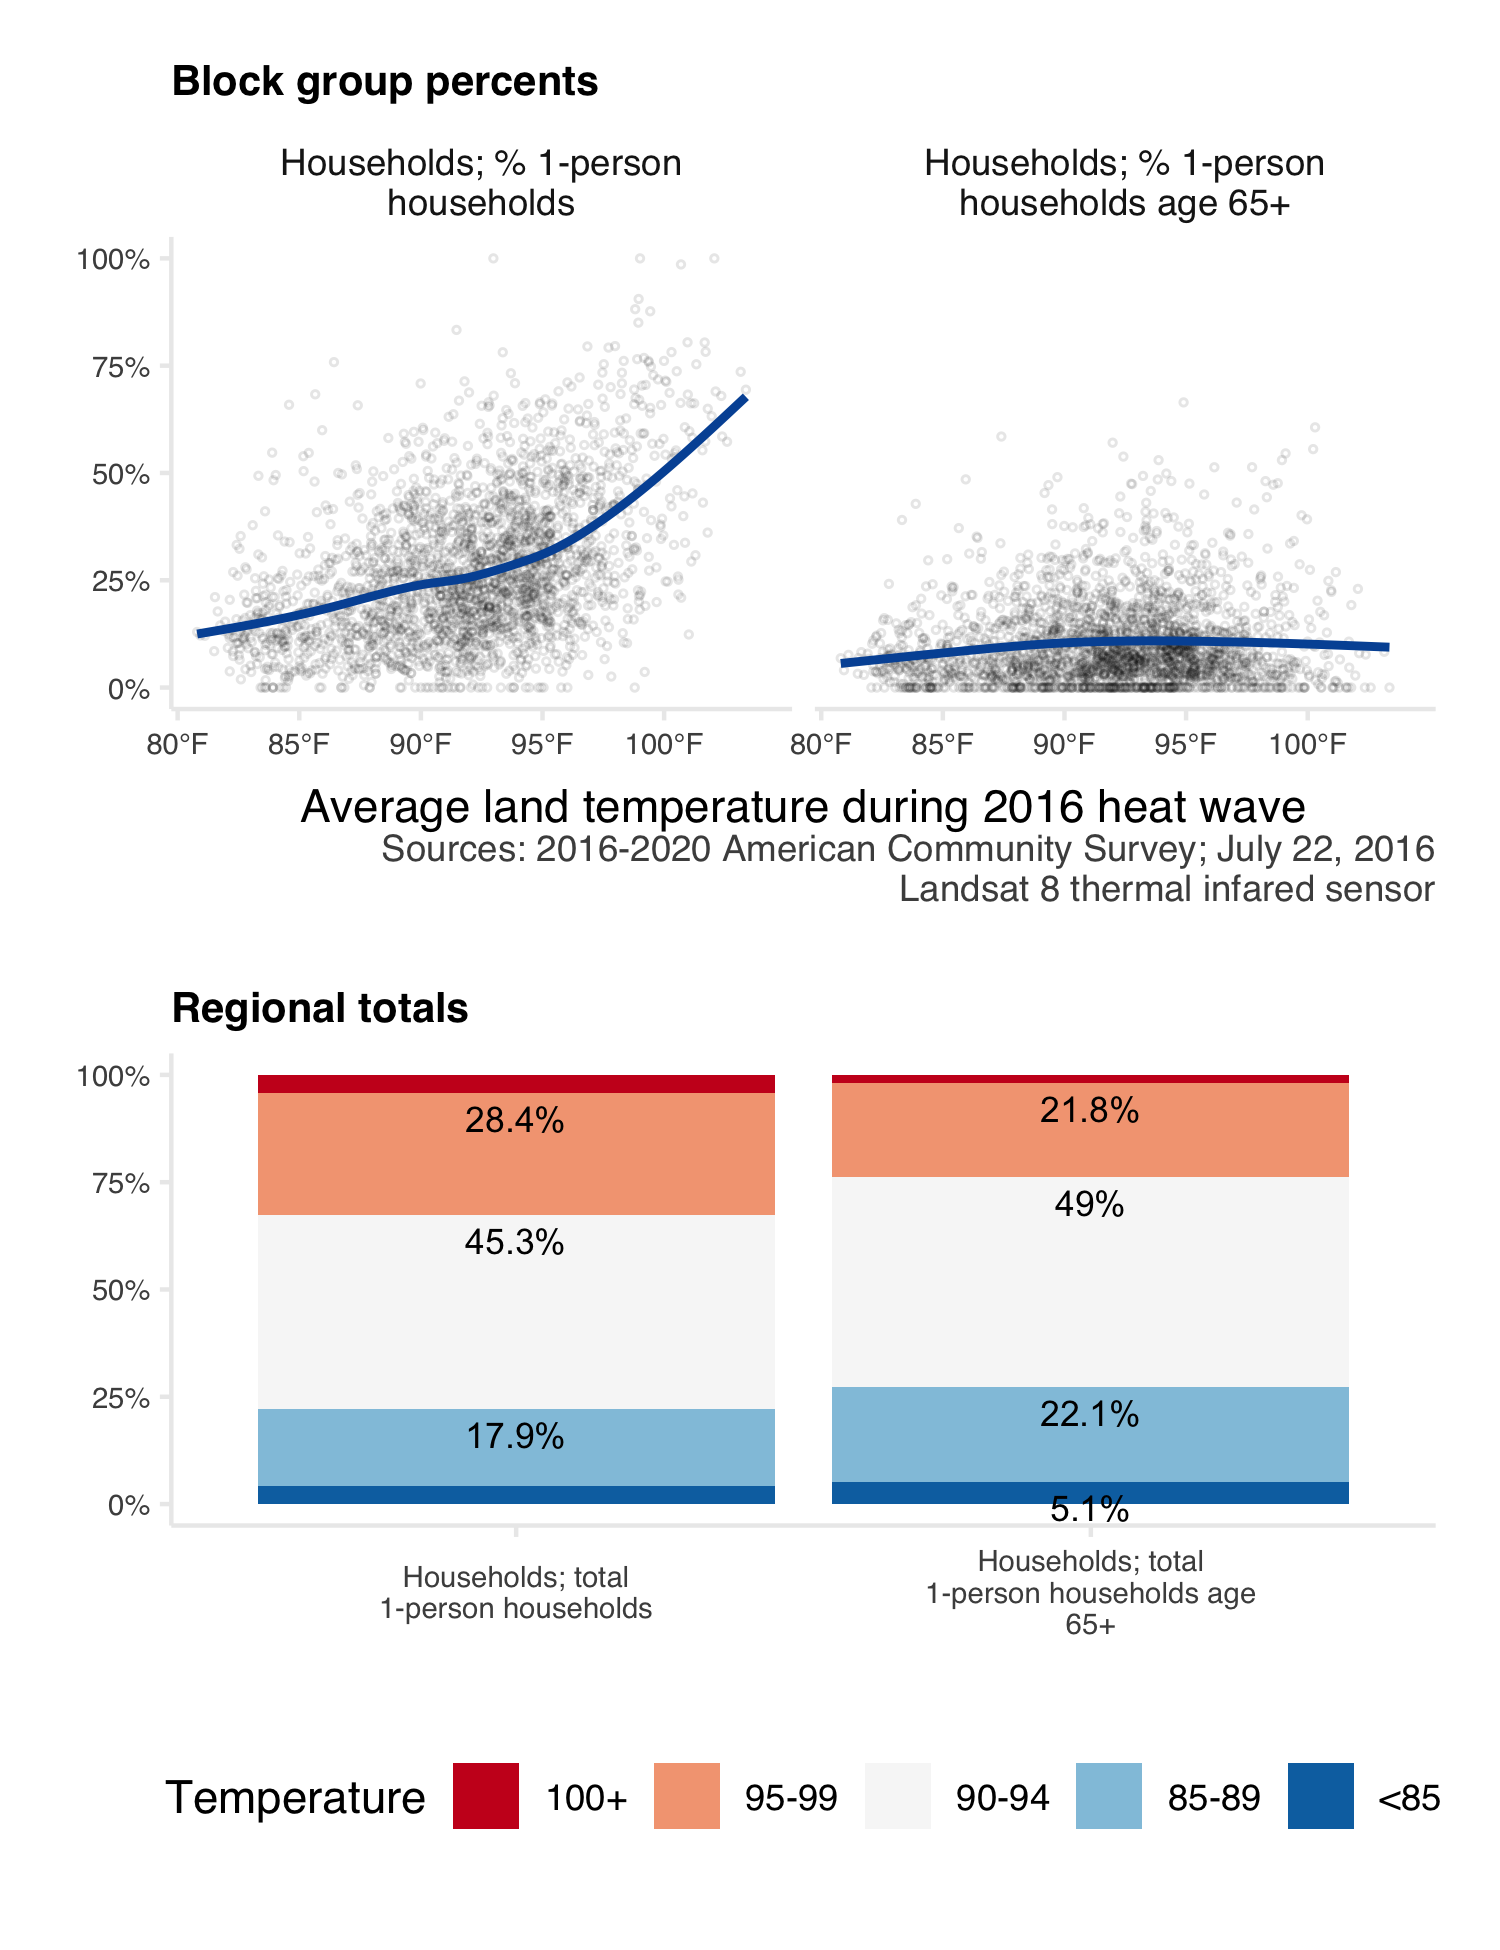 Block group percents
Households; % 1-person
households
Households; % 1-person
households age 65+
100%
75%
50%
25%
0%
80°F 85°F 90°F 95°F 100°F 80°F 85°F 90°F 95°F 100°F
Average land temperature during 2016 heat wave
Sources: 2016-2020 American Community Survey; July 22, 2016
Landsat 8 thermal infared sensor
Regional totals
100%
75%
50%
25%
0%
28.4%
45.3%
17.9%
21.8%
49%
22.1%
5.1%
Households; total
1-person households
Households; total
1-person households age
65+
Temperature 100+ 95-99 90-94 85-89 <85